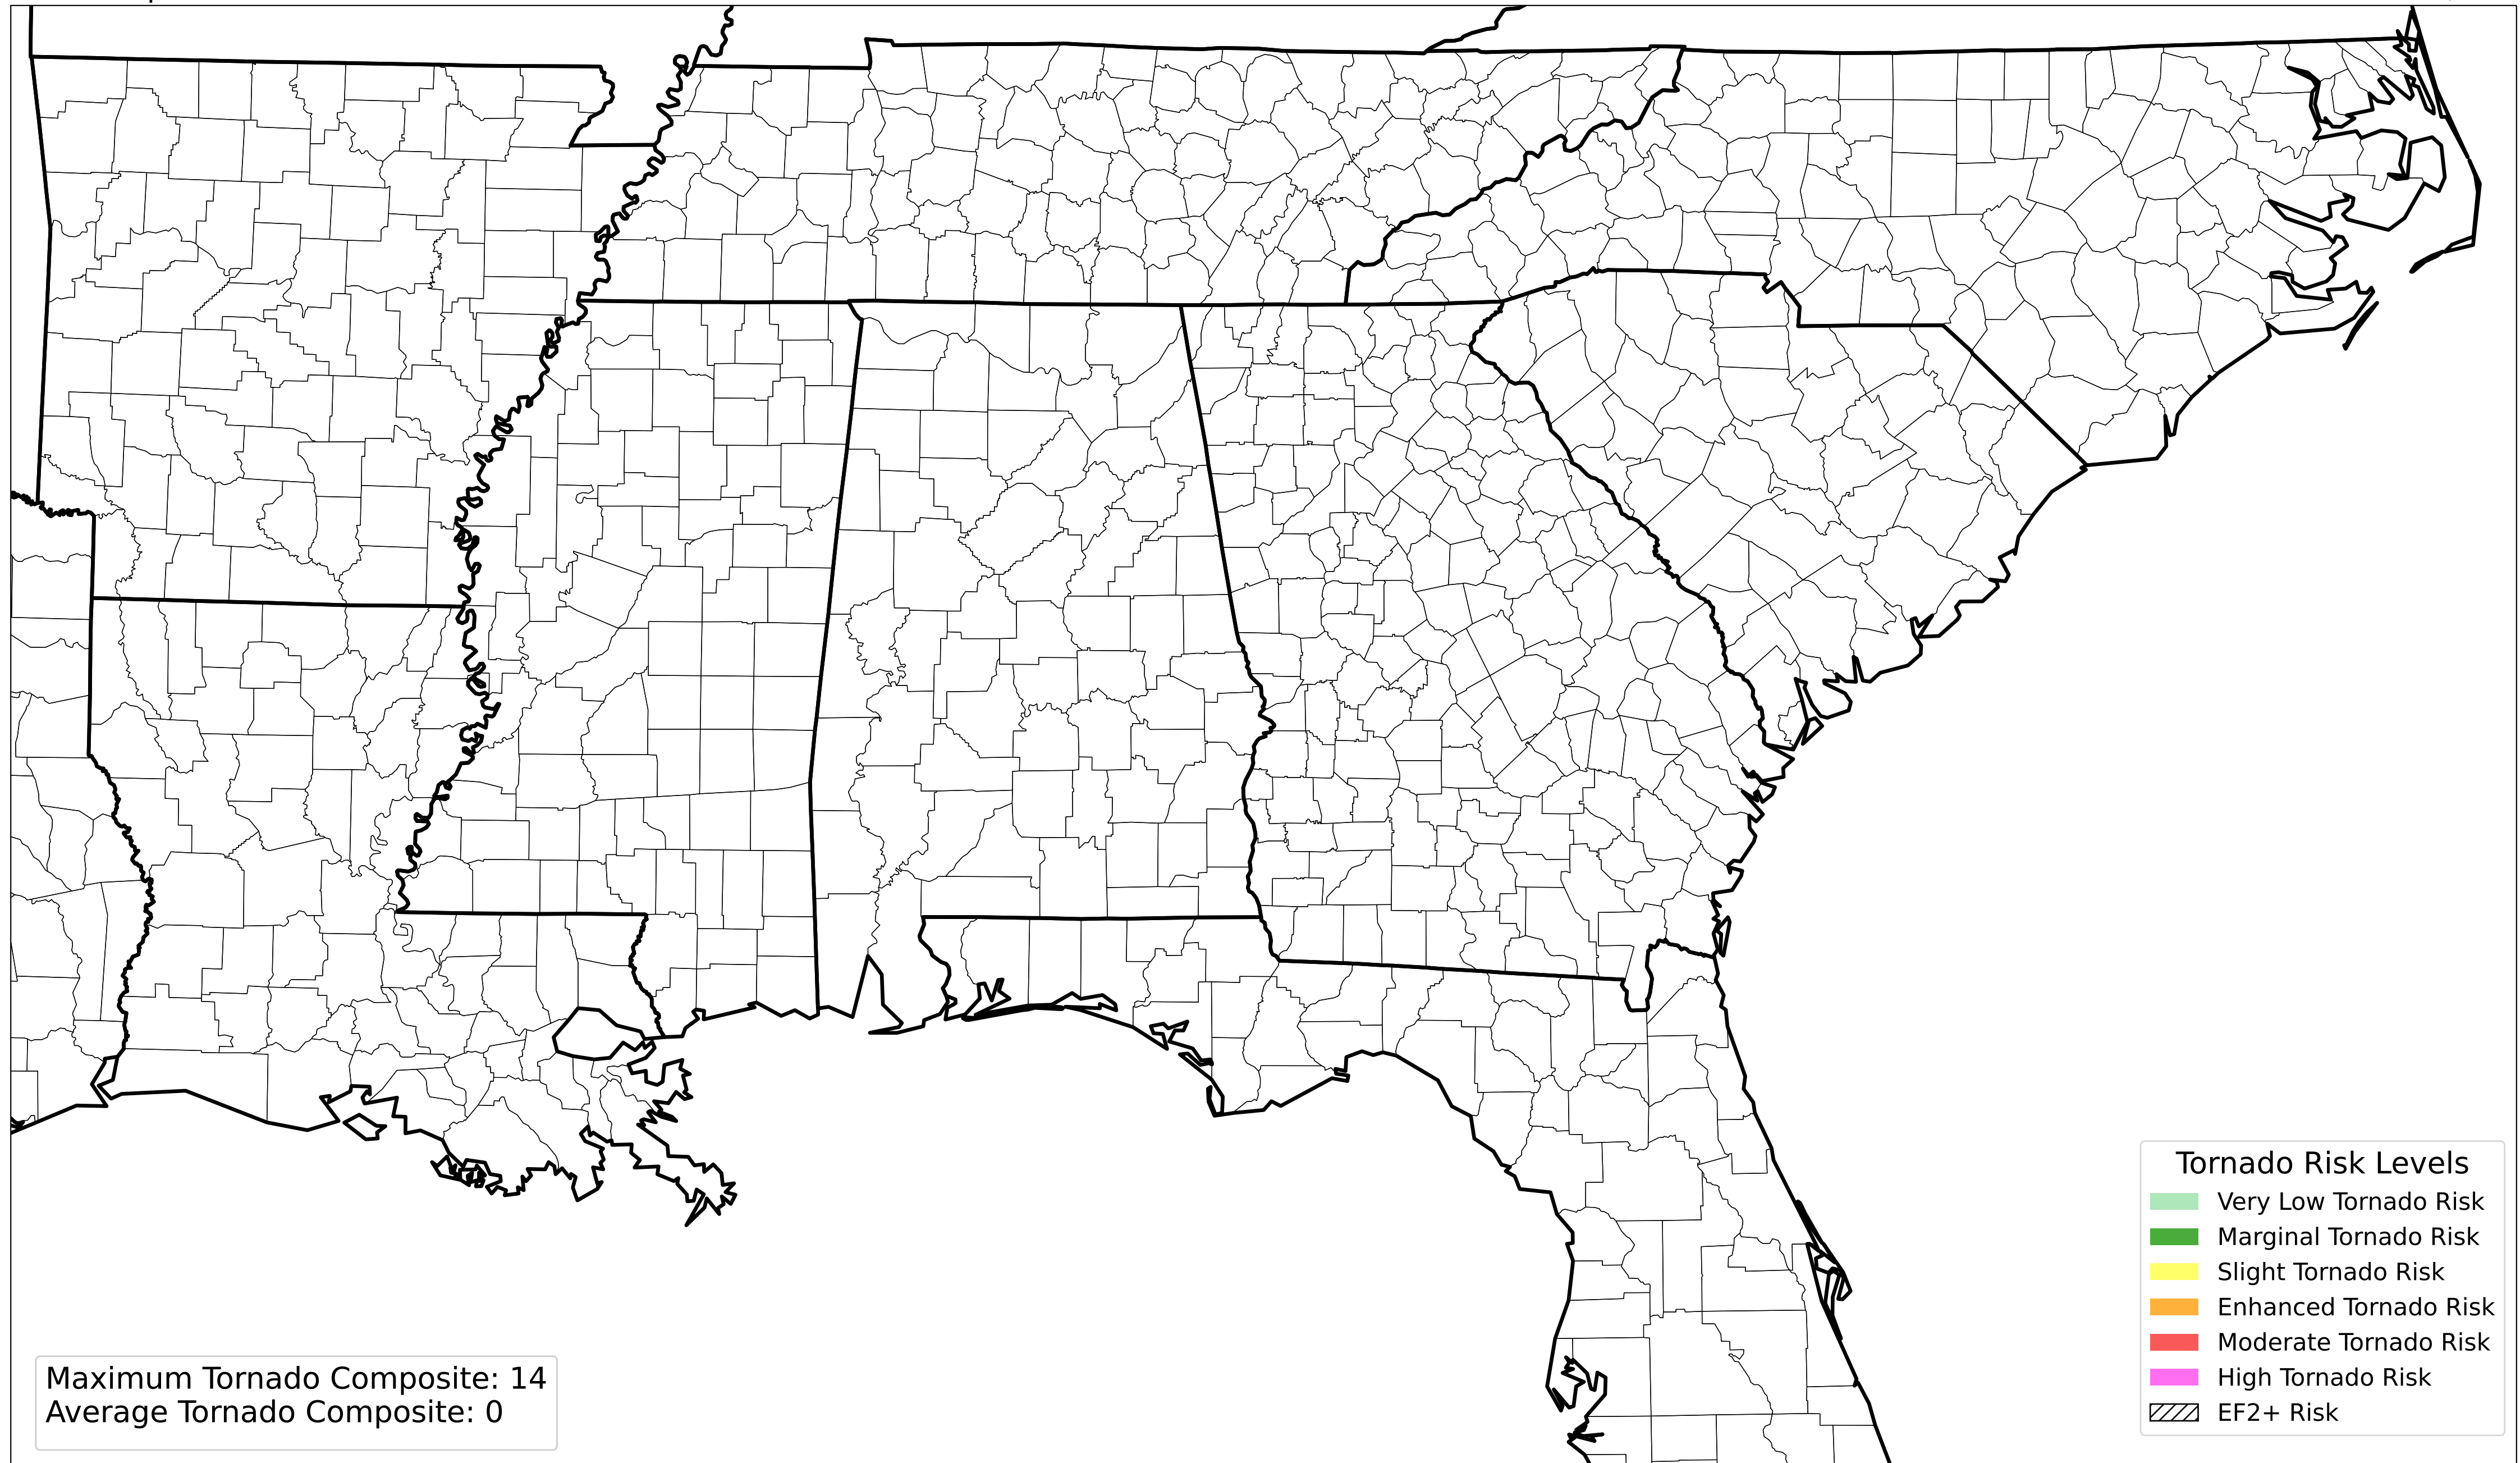 Tornado Risk Levels
Very Low Tornado Risk
Marginal Tornado Risk
Slight Tornado Risk
Enhanced Tornado Risk
Moderate Tornado Risk
High Tornado Risk
EF2+ Risk
Maximum Tornado Composite: 14
Average Tornado Composite: 0